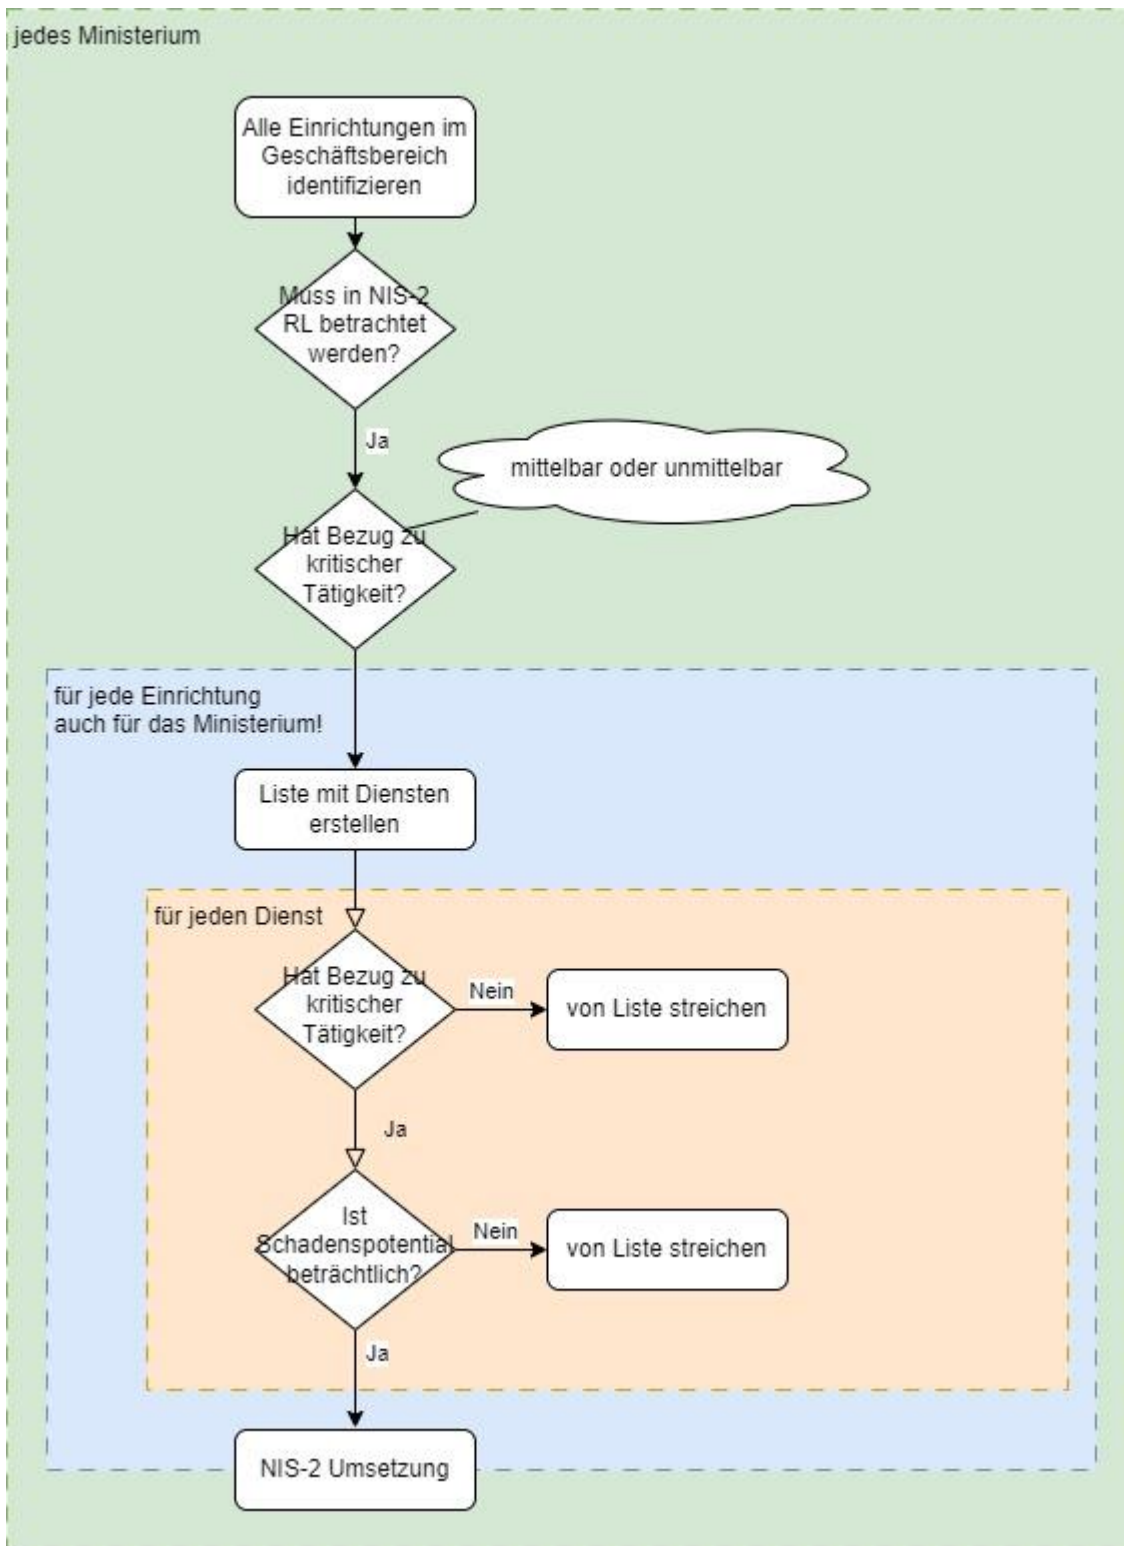 jedes Ministerium
Alle Einrichtungen im
Geschäftsbereich
identifizieren
Muss in NIS-2
RL betrachtet
werden?
Ja
mittelbar oder unmittelbar
Hat Bezug zu
kritischer
Tätigkeit?
für jede Einrichtung
auch für das Ministerium!
Liste mit Diensten
erstellen
für jeden Dienst
Hat Bezug zu
kritischer
Tätigkeit?
Nein
von Liste streichen
Ja
Ist
Schadenspotential
beträchtlich?
Nein
von Liste streichen
Ja
NIS-2 Umsetzung